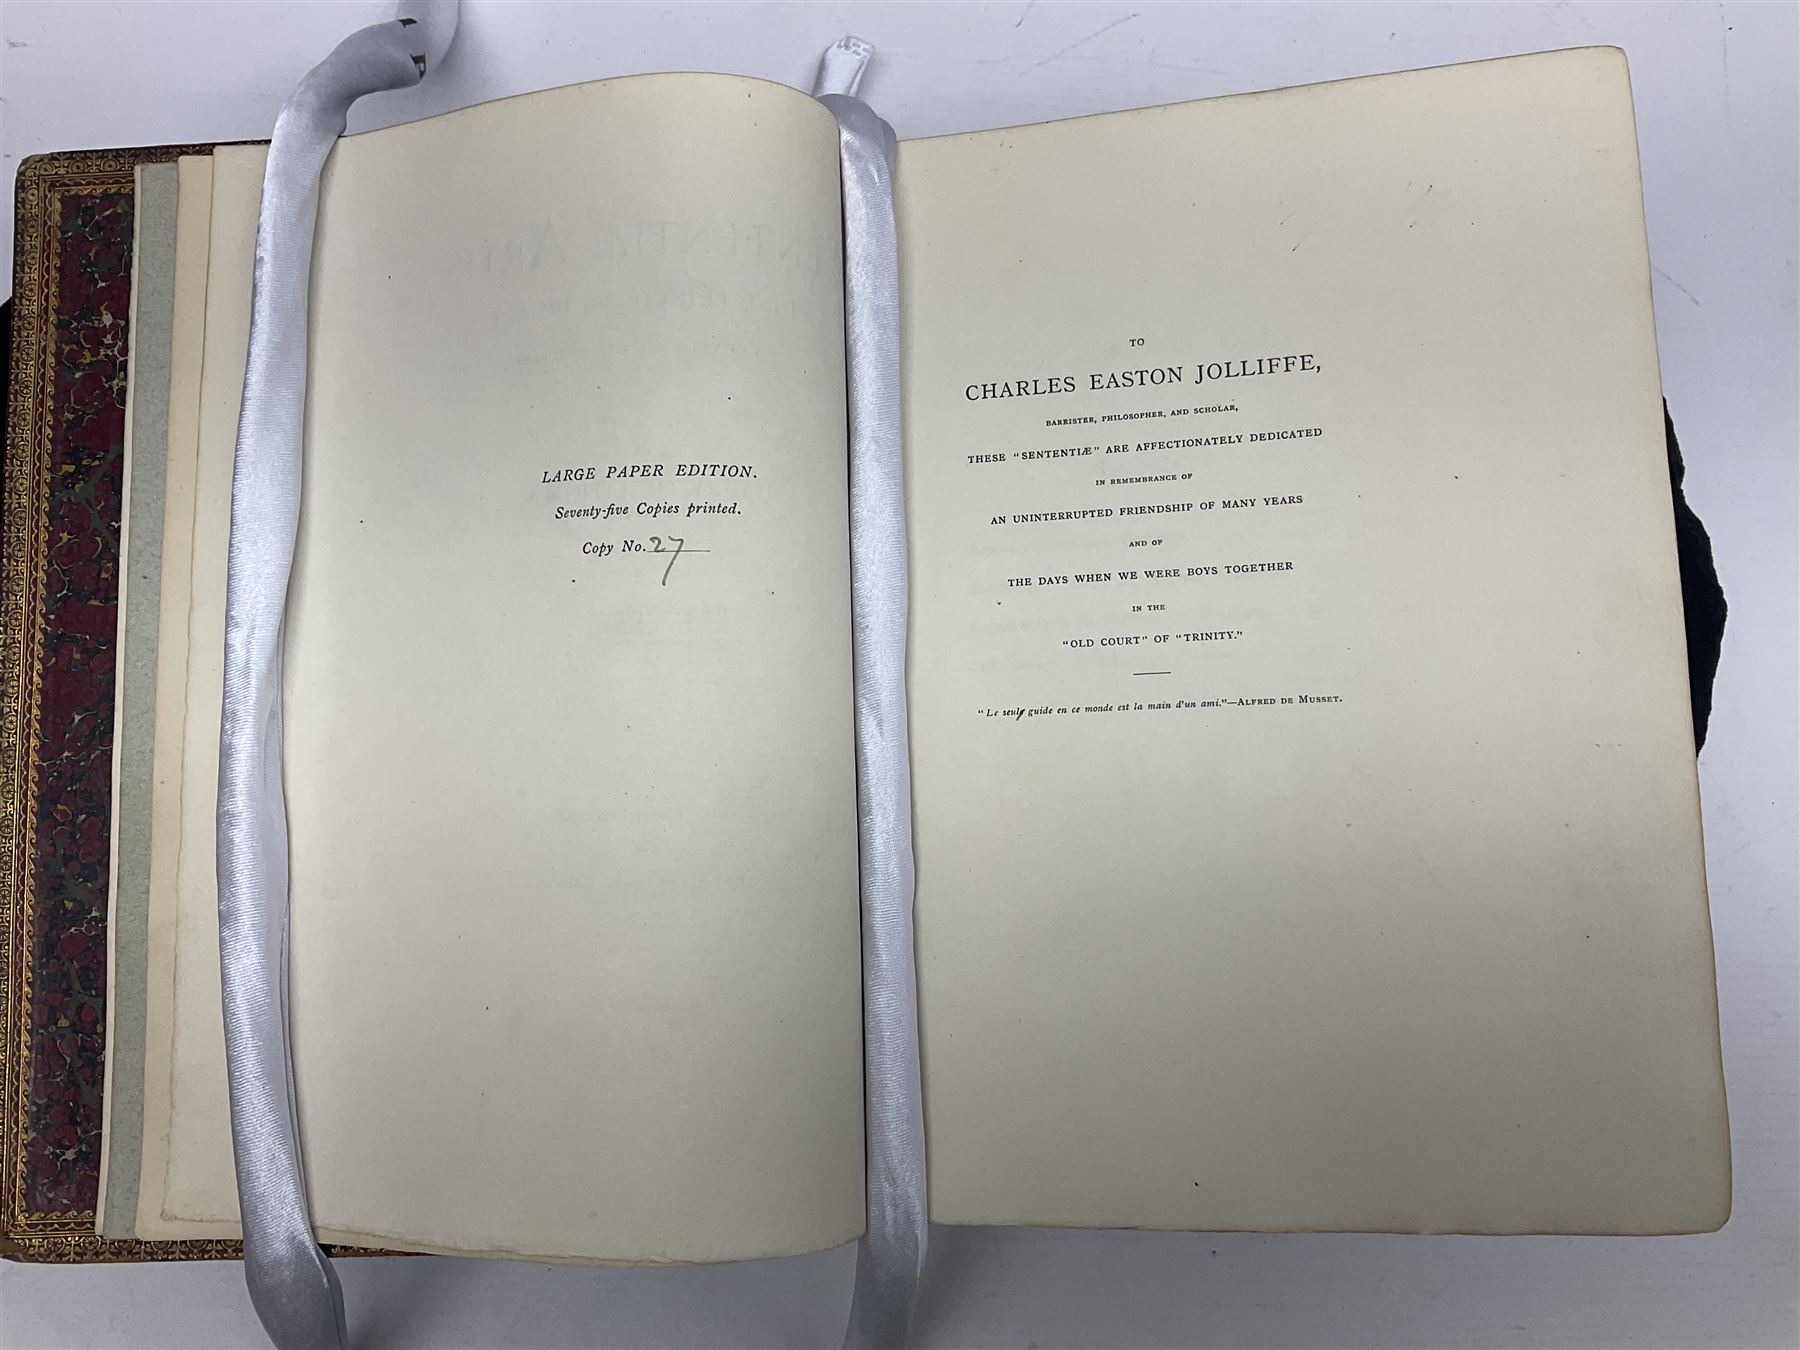 LARGE PAPER EDITION.
Seventy-five Copies printed.
Copy No. 27
TO
CHARLES EASTON JOLLIFFE,
BARRISTER, PHILOSOPHER, AND SCHOLAR,
THESE "SENTENTIÆ" ARE AFFECTIONATELY DEDICATED
IN REMEMBRANCE OF
AN UNINTERRUPTED FRIENDSHIP OF MANY YEARS
AND OF
THE DAYS WHEN WE WERE BOYS TOGETHER
IN THE
"OLD COURT" OF "TRINITY."
"Le seul guide en ce monde est la main d'un ami."—ALFRED DE MUSSET.